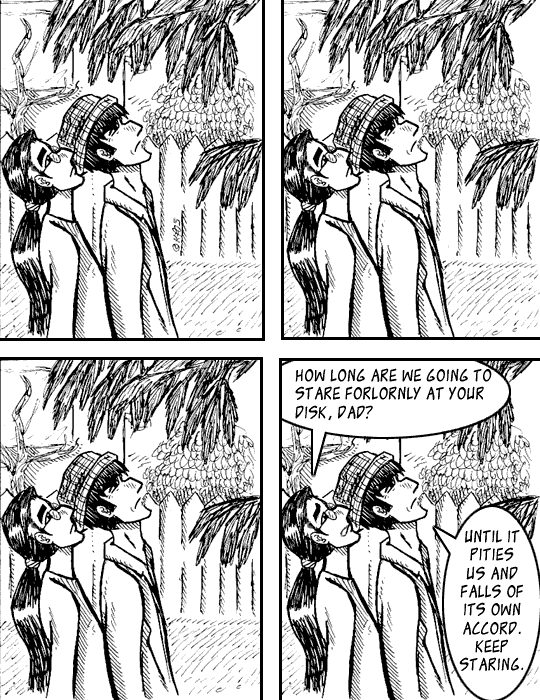 HOW LONG ARE WE GOING TO
STARE FORLORNLY AT YOUR
DISK, DAD?
UNTIL IT
PITIES
US AND
FALLS OF
ITS OWN
ACCORD.
KEEP
STARING.